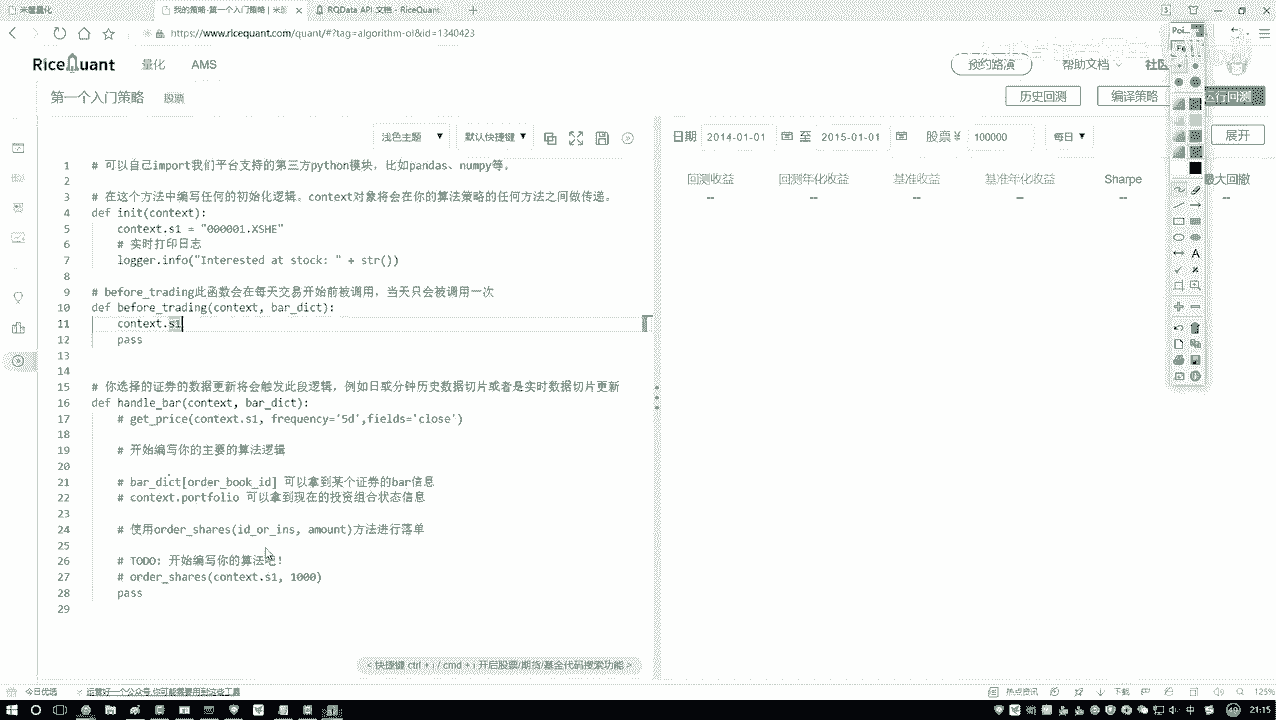 米筐量化
我的策略-第一个入门策略 | 米
RQData API 文档 - RiceQuant
https://www.ricequant.com/quant/#?tag=algorithm-ol&id=1340423
RiceQuant
量化
AMS
预约路演
帮助文档
社区
第一个入门策略
股票
历史回测
编译策略
运行回测
浅色主题
默认快捷键
日期
2014-01-01
至
2015-01-01
股票 ¥
100000
每日
展开
回测收益
回测年化收益
基准收益
基准年化收益
Sharpe
最大回撤
--
--
--
--
--
--
1 # 可以自己import我们平台支持的第三方python模块，比如pandas、numpy等。
2
3 # 在这个方法中编写任何的初始化逻辑。context对象将会在你的算法策略的任何方法之间做传递。
4 def init(context):
5 context.s1 = "000001.XSHE"
6 # 实时打印日志
7 logger.info("Interested at stock: " + str())
8
9 # before_trading此函数会在每天交易开始前被调用，当天只会被调用一次
10 def before_trading(context, bar_dict):
11 context.s1
12 pass
13
14
15 # 你选择的证券的数据更新将会触发此段逻辑，例如日或分钟历史数据切片或者是实时数据切片更新
16 def handle_bar(context, bar_dict):
17 # get_price(context.s1, frequency='5d',fields='close')
18
19 # 开始编写你的主要的算法逻辑
20
21 # bar_dict[order_book_id] 可以拿到某个证券的bar信息
22 # context.portfolio 可以拿到现在的投资组合状态信息
23
24 # 使用order_shares(id_or_ins, amount)方法进行落单
25
26 # TODO: 开始编写你的算法吧！
27 # order_shares(context.s1, 1000)
28 pass
29
< 快捷键 ctrl + i / cmd + i 开启股票/期货/基金代码搜索功能 >
今日优选
运营好一个公众号,你可能需要用到这些工具
热点资讯
下载
125%
中
21:15